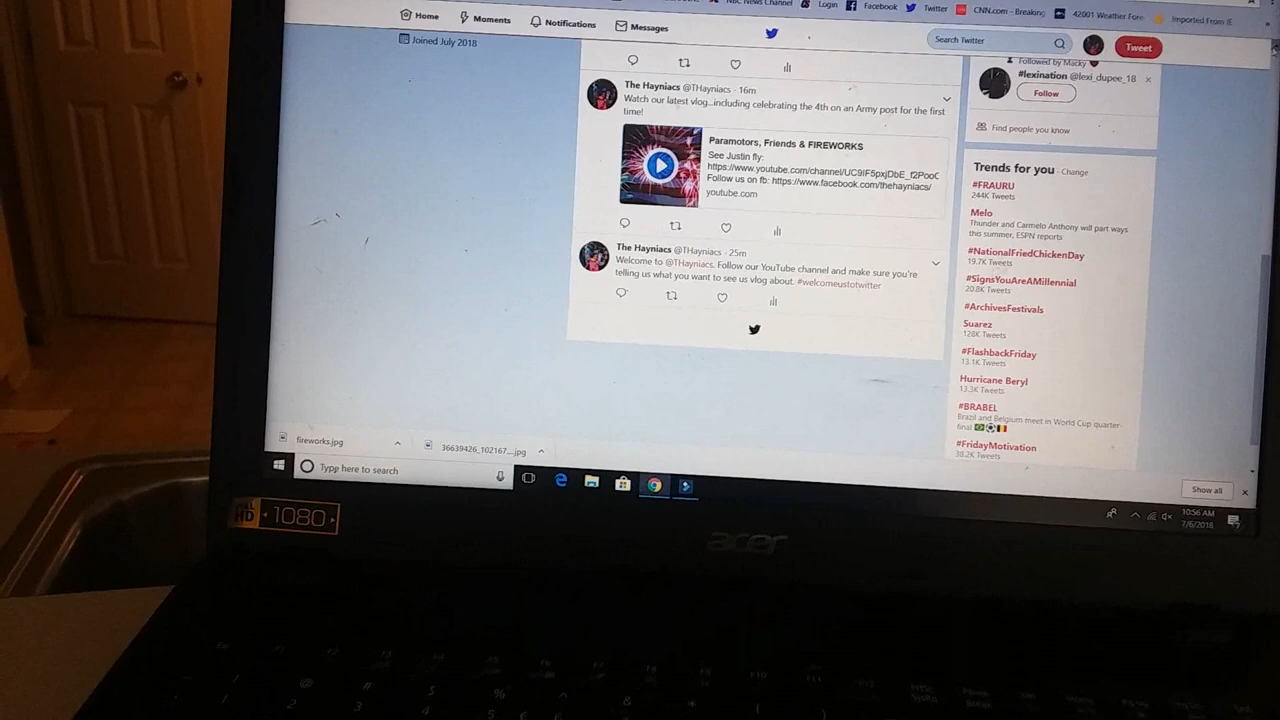 NBC News Channel
Login
Facebook
Twitter
CNN.com - Breaking
42001 Weather Fore
Imported From IE
Home
Moments
Notifications
Messages
Search Twitter
Tweet
Joined July 2018
The Hayniacs @THayniacs · 16m
Watch our latest vlog...including celebrating the 4th on an Army post for the first
time!
Paramotors, Friends & FIREWORKS
See Justin fly:
https://www.youtube.com/channel/UC9IF5pxjDbE_f2PooC
Follow us on fb: https://www.facebook.com/thehayniacs/
youtube.com
The Hayniacs @THayniacs · 25m
Welcome to @THayniacs. Follow our YouTube channel and make sure you're
telling us what you want to see us vlog about. #welcomeustotwitter
Followed by Macky
#lexination @lexi_dupee_18
Follow
Find people you know
Trends for you · Change
#FRAURU
244K Tweets
Melo
Thunder and Carmelo Anthony will part ways
this summer, ESPN reports
#NationalFriedChickenDay
19.7K Tweets
#SignsYouAreAMillennial
20.8K Tweets
#ArchivesFestivals
Suarez
128K Tweets
#FlashbackFriday
13.1K Tweets
Hurricane Beryl
13.3K Tweets
#BRABEL
Brazil and Belgium meet in World Cup quarter-
final
#FridayMotivation
38.2K Tweets
fireworks.jpg
36639426_102167....jpg
Show all
Type here to search
10:56 AM
7/6/2018
HD
1080
acer